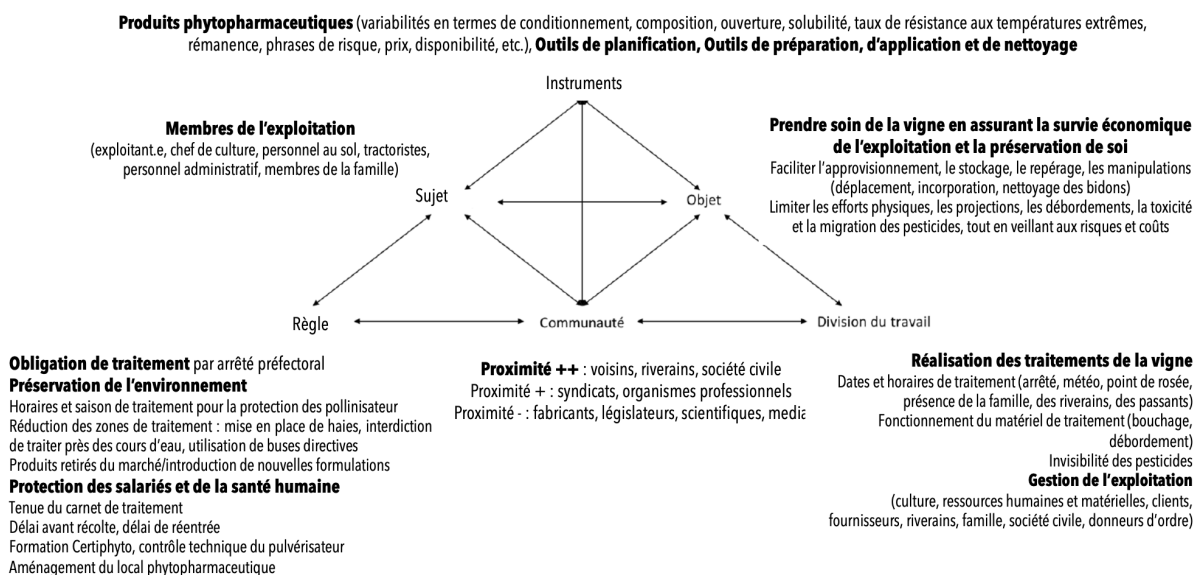 Produits phytopharmaceutiques (variabilités en termes de conditionnement, composition, ouverture, solubilité, taux de résistance aux températures extrêmes,
rémanence, phrases de risque, prix, disponibilité, etc.), Outils de planification, Outils de préparation, d'application et de nettoyage
Instruments
Membres de l'exploitation
(exploitant.e, chef de culture, personnel au sol, tractoristes,
personnel administratif, membres de la famille)
Prendre soin de la vigne en assurant la survie économique
de l'exploitation et la préservation de soi
Faciliter l'approvisionnement, le stockage, le repérage, les manipulations
(déplacement, incorporation, nettoyage des bidons)
Limiter les efforts physiques, les projections, les débordements, la toxicité
et la migration des pesticides, tout en veillant aux risques et coûts
Sujet
Objet
Règle
Communauté
Division du travail
Obligation de traitement par arrêté préfectoral
Préservation de l'environnement
Horaires et saison de traitement pour la protection des pollinisateur
Réduction des zones de traitement : mise en place de haies, interdiction
de traiter près des cours d'eau, utilisation de buses directives
Produits retirés du marché/introduction de nouvelles formulations
Protection des salariés et de la santé humaine
Tenue du carnet de traitement
Délai avant récolte, délai de réentrée
Formation Certiphyto, contrôle technique du pulvérisateur
Aménagement du local phytopharmaceutique
Proximité ++ : voisins, riverains, société civile
Proximité + : syndicats, organismes professionnels
Proximité - : fabricants, législateurs, scientifiques, media
Réalisation des traitements de la vigne
Dates et horaires de traitement (arrêté, météo, point de rosée,
présence de la famille, des riverains, des passants)
Fonctionnement du matériel de traitement (bouchage,
débordement)
Invisibilité des pesticides
Gestion de l'exploitation
(culture, ressources humaines et matérielles, clients,
fournisseurs, riverains, famille, société civile, donneurs d'ordre)